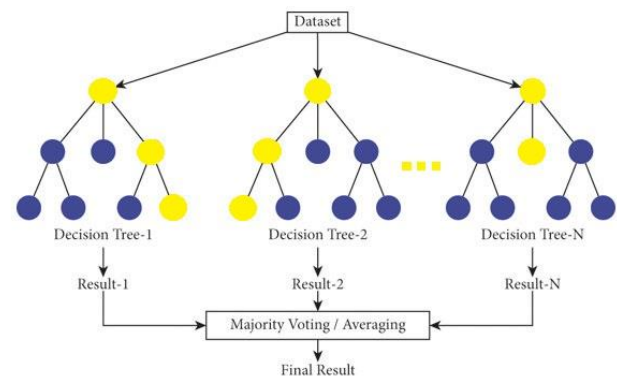 Dataset
Decision Tree-1
Decision Tree-2
Decision Tree-N
Result-1
Result-2
Result-N
Majority Voting / Averaging
Final Result